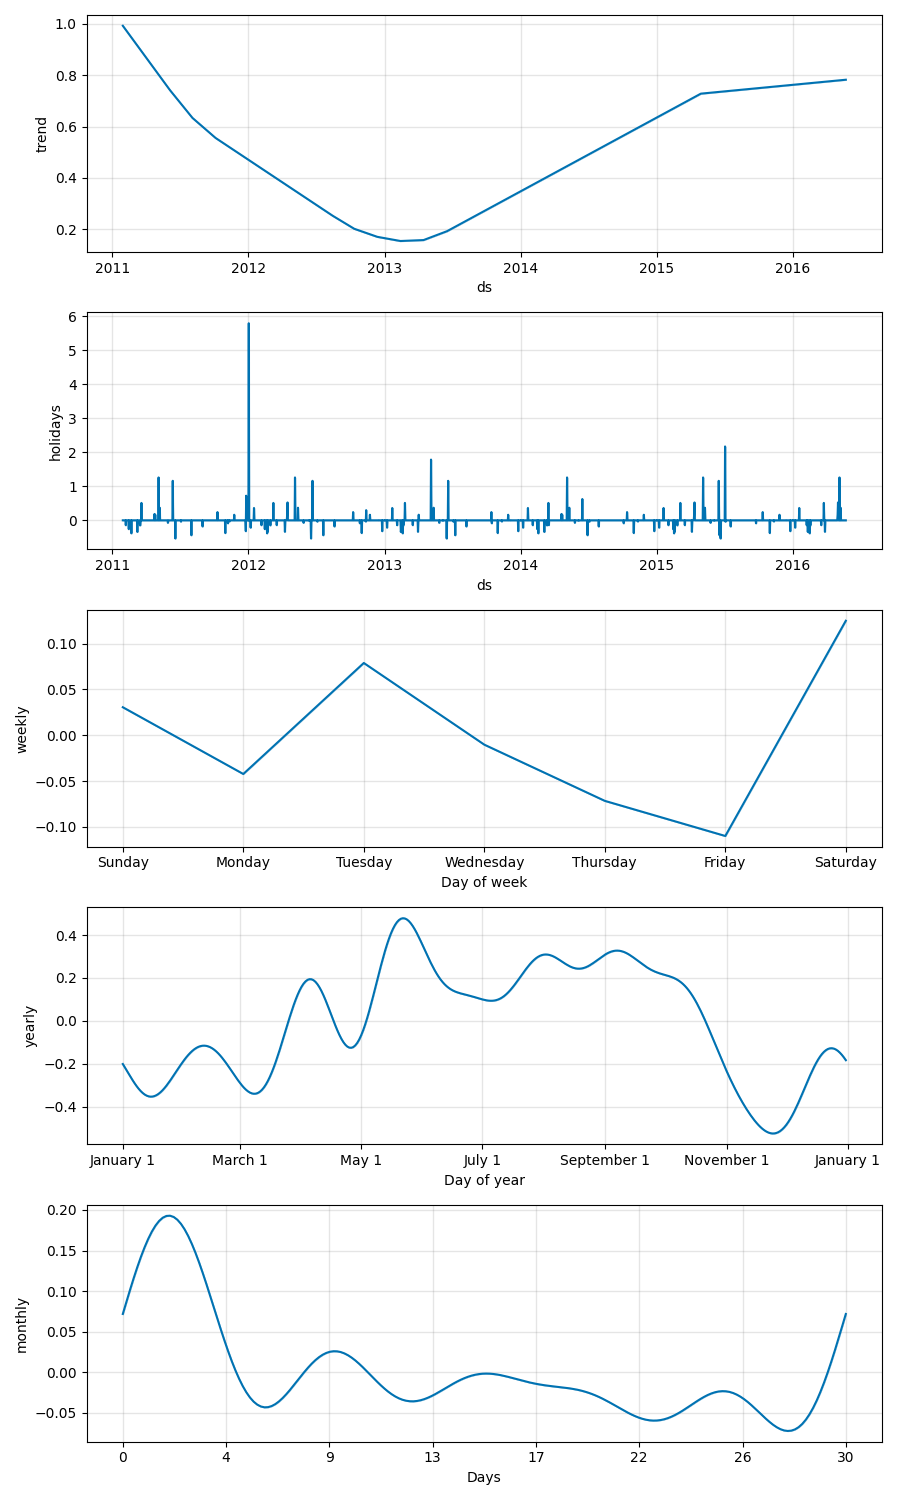 trend
1.0
0.8
0.6
0.4
0.2
2011 2012 2013 2014 2015 2016
ds
holidays
6
5
4
3
2
1
0
2011 2012 2013 2014 2015 2016
ds
weekly
0.10
0.05
0.00
−0.05
−0.10
Sunday Monday Tuesday Wednesday Thursday Friday Saturday
Day of week
yearly
0.4
0.2
0.0
−0.2
−0.4
January 1 March 1 May 1 July 1 September 1 November 1 January 1
Day of year
monthly
0.20
0.15
0.10
0.05
0.00
−0.05
0 4 9 13 17 22 26 30
Days